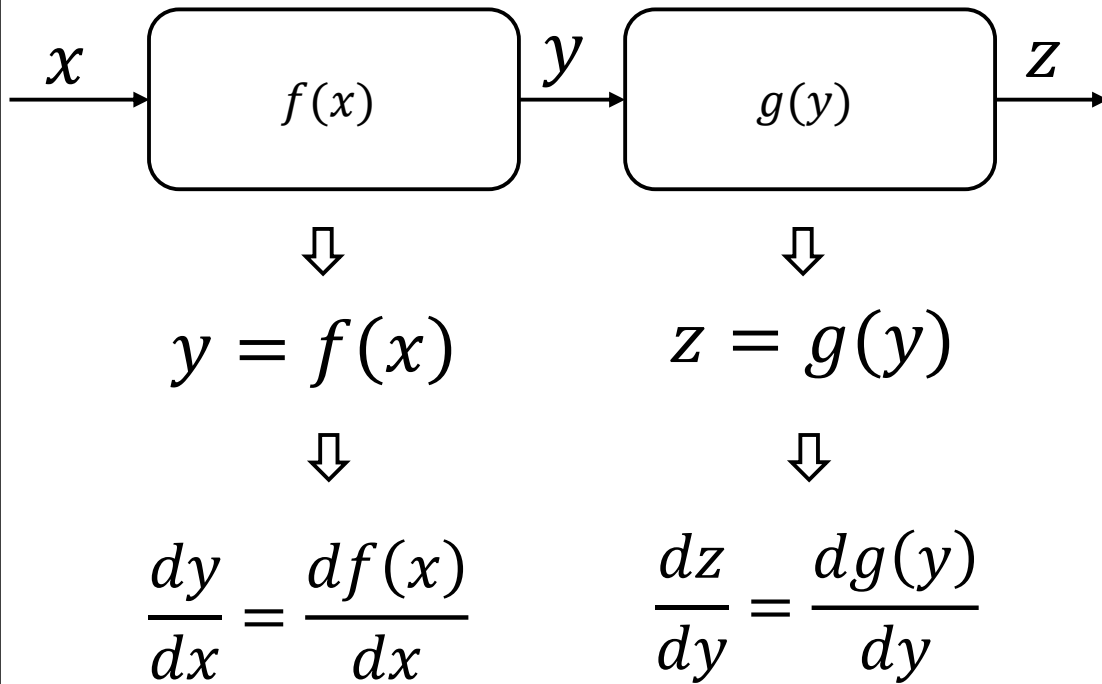 x f(x) y g(y) z
y = f(x) z = g(y)
dy/dx = df(x)/dx dz/dy = dg(y)/dy